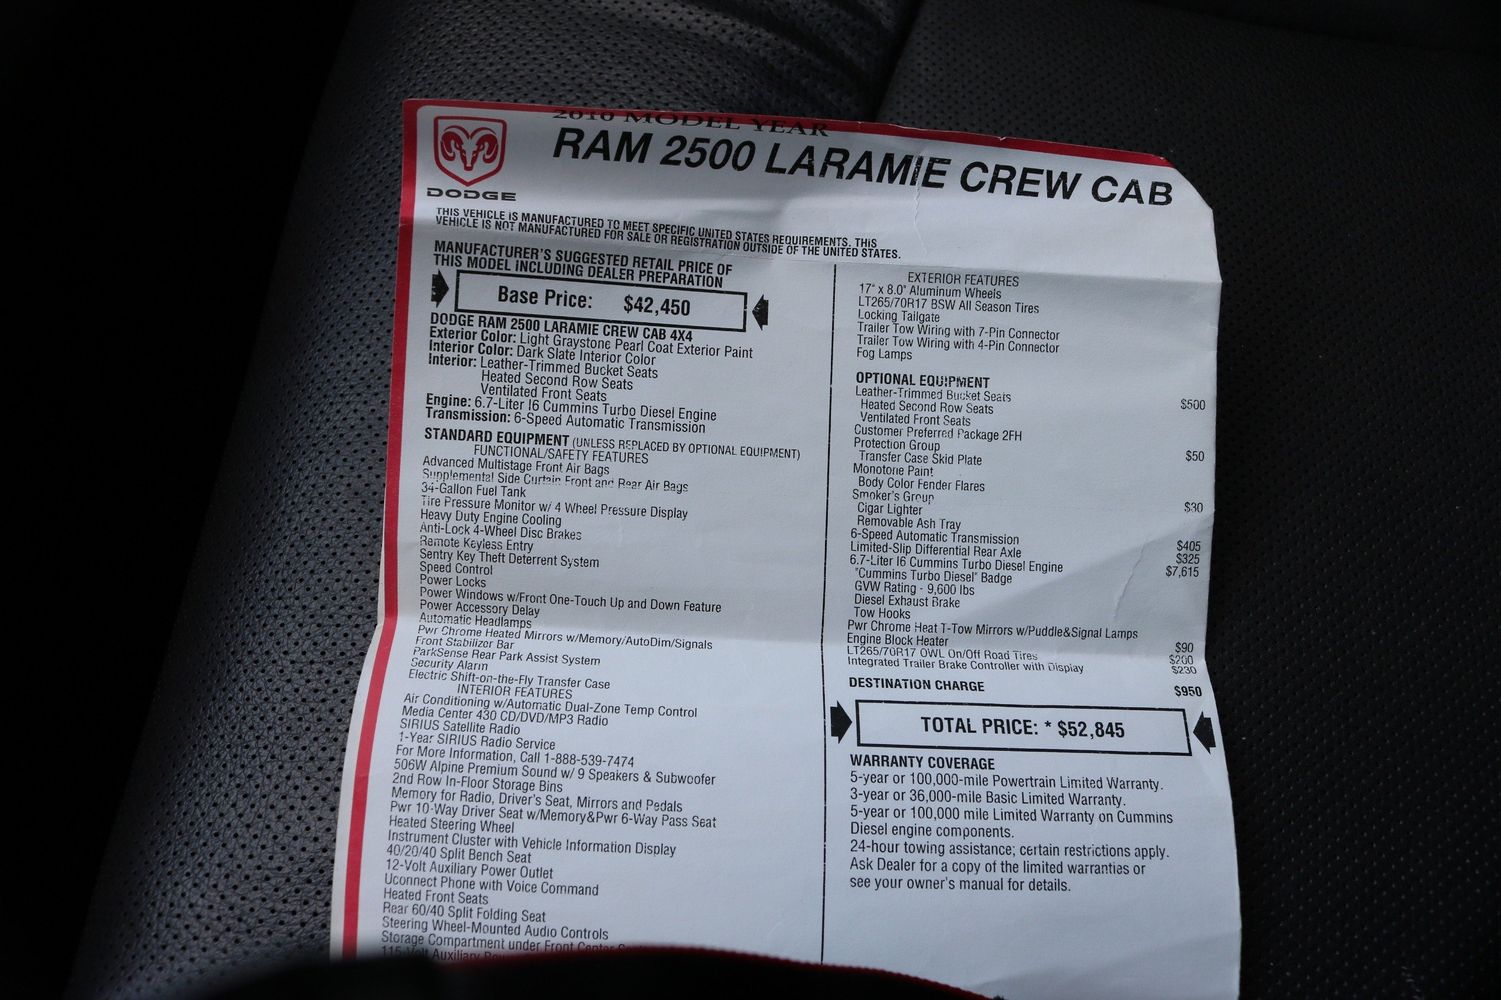 2010 MODEL YEAR
RAM 2500 LARAMIE CREW CAB
DODGE
THIS VEHICLE IS MANUFACTURED TO MEET SPECIFIC UNITED STATES REQUIREMENTS. THIS
VEHICLE IS NOT MANUFACTURED FOR SALE OR REGISTRATION OUTSIDE OF THE UNITED STATES.
MANUFACTURER'S SUGGESTED RETAIL PRICE OF
THIS MODEL INCLUDING DEALER PREPARATION
Base Price: $42,450
DODGE RAM 2500 LARAMIE CREW CAB 4X4
Exterior Color: Light Graystone Pearl Coat Exterior Paint
Interior Color: Dark Slate Interior Color
Interior: Leather-Trimmed Bucket Seats
Heated Second Row Seats
Ventilated Front Seats
Engine: 6.7-Liter I6 Cummins Turbo Diesel Engine
Transmission: 6-Speed Automatic Transmission
STANDARD EQUIPMENT (UNLESS REPLACED BY OPTIONAL EQUIPMENT)
FUNCTIONAL/SAFETY FEATURES
Advanced Multistage Front Air Bags
Supplemental Side Curtain Front and Rear Air Bags
34-Gallon Fuel Tank
Tire Pressure Monitor w/ 4 Wheel Pressure Display
Heavy Duty Engine Cooling
Anti-Lock 4-Wheel Disc Brakes
Remote Keyless Entry
Sentry Key Theft Deterrent System
Speed Control
Power Locks
Power Windows w/Front One-Touch Up and Down Feature
Power Accessory Delay
Automatic Headlamps
Pwr Chrome Heated Mirrors w/Memory/AutoDim/Signals
Front Stabilizer Bar
ParkSense Rear Park Assist System
Security Alarm
Electric Shift-on-the-Fly Transfer Case
INTERIOR FEATURES
Air Conditioning w/Automatic Dual-Zone Temp Control
Media Center 430 CD/DVD/MP3 Radio
SIRIUS Satellite Radio
1-Year SIRIUS Radio Service
For More Information, Call 1-888-539-7474
506W Alpine Premium Sound w/ 9 Speakers & Subwoofer
2nd Row In-Floor Storage Bins
Memory for Radio, Driver's Seat, Mirrors and Pedals
Pwr 10-Way Driver Seat w/Memory&Pwr 6-Way Pass Seat
Heated Steering Wheel
Instrument Cluster with Vehicle Information Display
40/20/40 Split Bench Seat
12-Volt Auxiliary Power Outlet
Uconnect Phone with Voice Command
Heated Front Seats
Rear 60/40 Split Folding Seat
Steering Wheel-Mounted Audio Controls
Storage Compartment under Front Center
115-Volt Auxiliary
EXTERIOR FEATURES
17" x 8.0" Aluminum Wheels
LT265/70R17 BSW All Season Tires
Locking Tailgate
Trailer Tow Wiring with 7-Pin Connector
Trailer Tow Wiring with 4-Pin Connector
Fog Lamps
OPTIONAL EQUIPMENT
Leather-Trimmed Bucket Seats $500
Heated Second Row Seats
Ventilated Front Seats
Customer Preferred Package 2FH
Protection Group $50
Transfer Case Skid Plate
Monotone Paint
Body Color Fender Flares
Smoker's Group $30
Cigar Lighter
Removable Ash Tray
6-Speed Automatic Transmission $405
Limited-Slip Differential Rear Axle $325
6.7-Liter I6 Cummins Turbo Diesel Engine $7,615
"Cummins Turbo Diesel" Badge
GVW Rating - 9,600 lbs
Diesel Exhaust Brake
Tow Hooks
Pwr Chrome Heat T-Tow Mirrors w/Puddle&Signal Lamps
Engine Block Heater $90
LT265/70R17 OWL On/Off Road Tires $200
Integrated Trailer Brake Controller with Display $230
DESTINATION CHARGE $950
TOTAL PRICE: * $52,845
WARRANTY COVERAGE
5-year or 100,000-mile Powertrain Limited Warranty.
3-year or 36,000-mile Basic Limited Warranty.
5-year or 100,000 mile Limited Warranty on Cummins
Diesel engine components.
24-hour towing assistance; certain restrictions apply.
Ask Dealer for a copy of the limited warranties or
see your owner's manual for details.